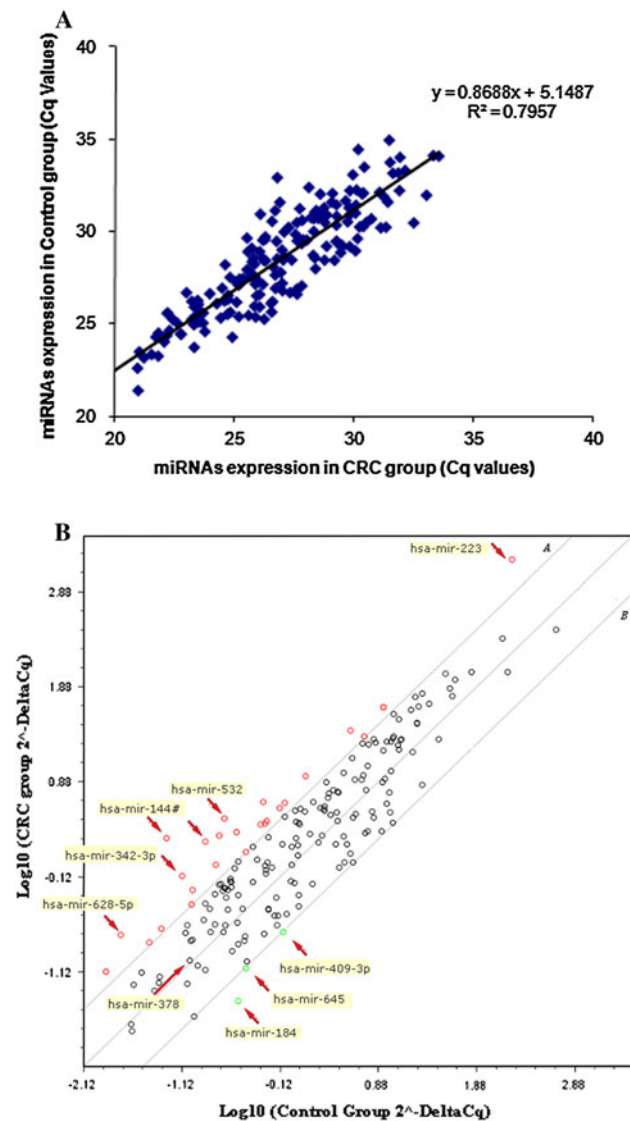 A
40
35
30
25
20
miRNAs expression in Control group (Cq Values)
y = 0.8688x + 5.1487
R² = 0.7957
20 25 30 35 40
miRNAs expression in CRC group (Cq values)
B
hsa-mir-223
A
B
2.88
1.88
0.88
-0.12
-1.12
Log10 (CRC group 2^-DeltaCq)
hsa-mir-532
hsa-mir-144#
hsa-mir-342-3p
hsa-mir-628-5p
hsa-mir-409-3p
hsa-mir-378
hsa-mir-645
hsa-mir-184
-2.12 -1.12 -0.12 0.88 1.88 2.88
Log10 (Control Group 2^-DeltaCq)